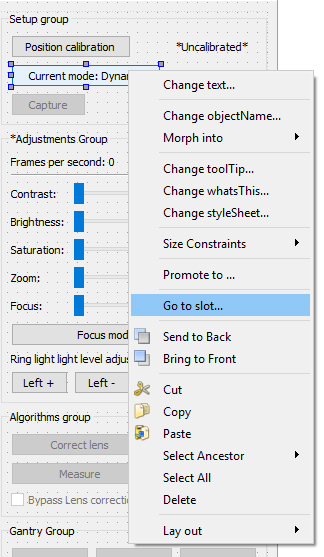 Setup group
Position calibration *Uncalibrated*
Current mode: Dynar
Capture
*Adjustments Group
Frames per second: 0
Contrast:
Brightness:
Saturation:
Zoom:
Focus:
Focus mod
Ring light light level adjus
Left + Left -
Algorithms group
Correct lens
Measure
Bypass Lens correctio
Gantry Group
Change text...
Change objectName...
Morph into
Change toolTip...
Change whatsThis...
Change styleSheet...
Size Constraints
Promote to ...
Go to slot...
Send to Back
Bring to Front
Cut
Copy
Paste
Select Ancestor
Select All
Delete
Lay out